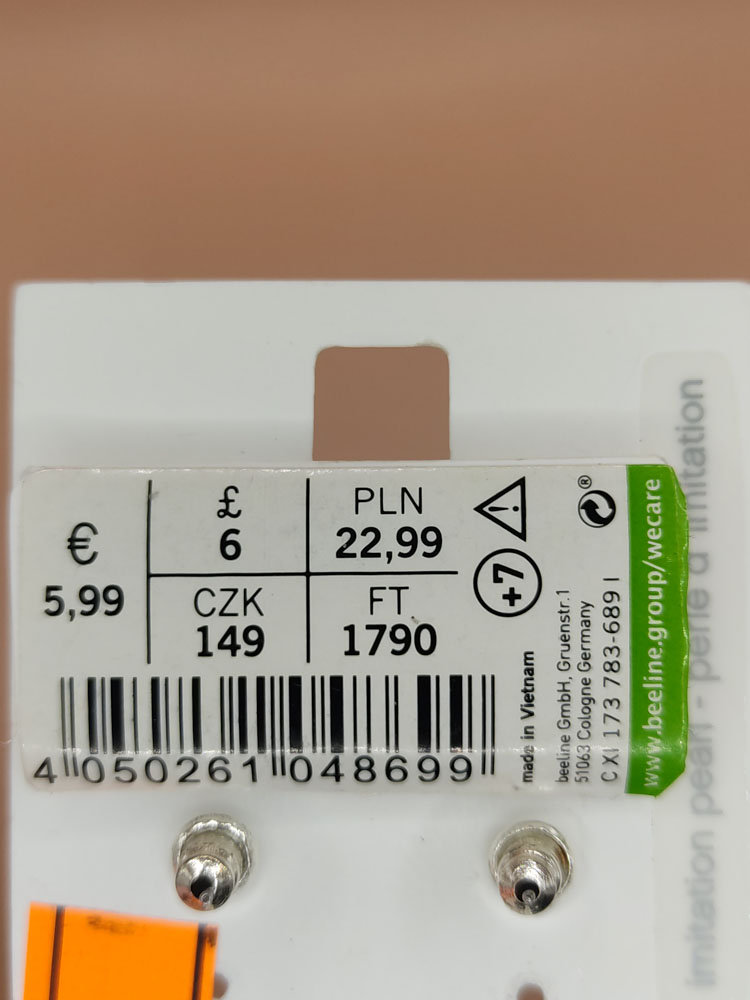 €
5,99
£
6
PLN
22,99
CZK
149
FT
1790
+7
4 050261 048699
made in Vietnam
beeline GmbH, Gruenstr.1
51063 Cologne Germany
C XI 173 783-689 I
www.beeline.group/wecare
imitation pearl - perle d'imitation